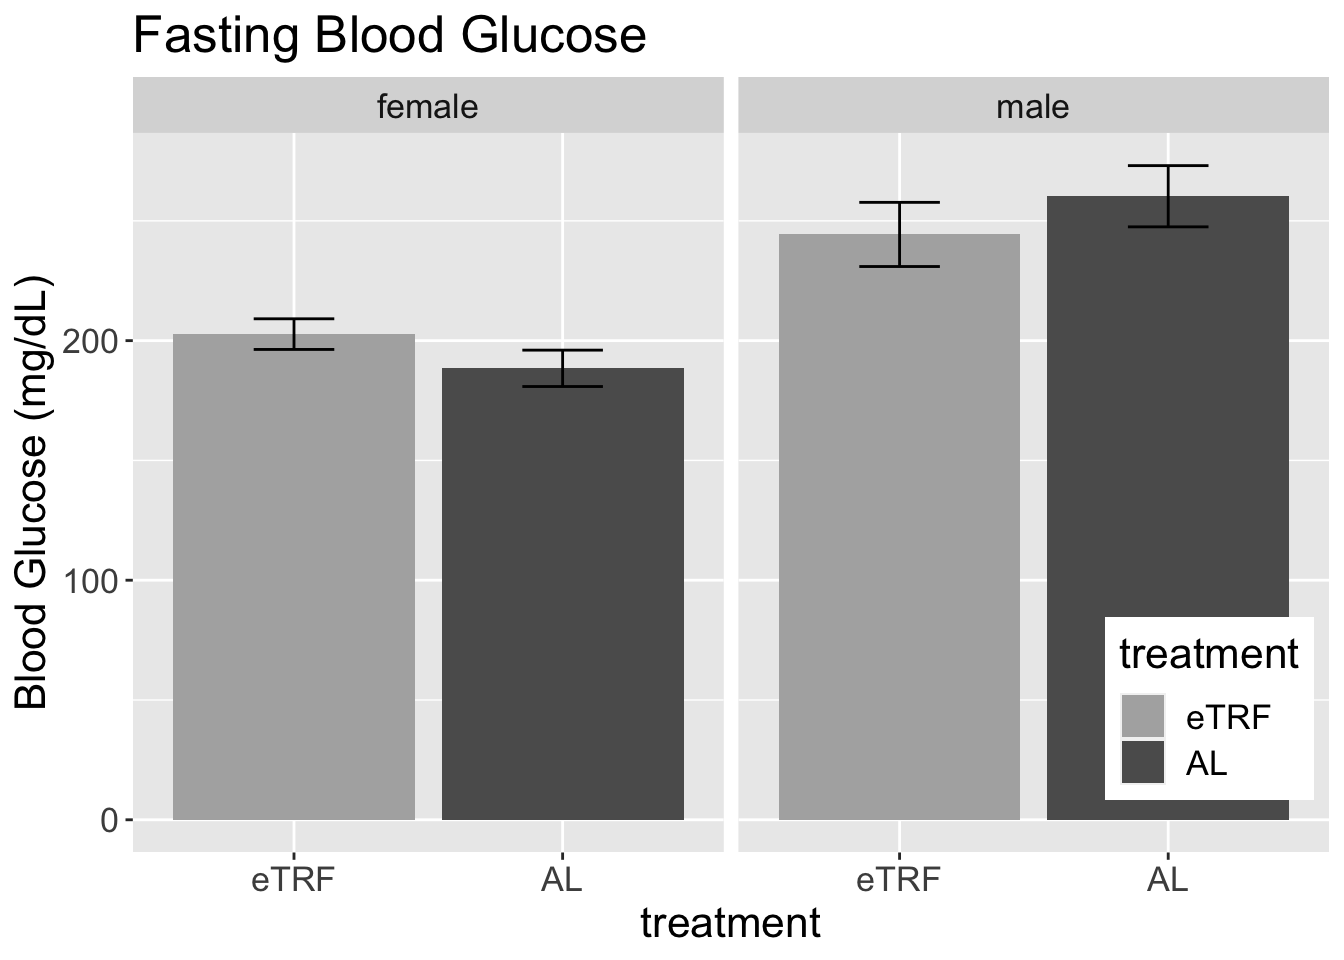 Fasting Blood Glucose
female
male
Blood Glucose (mg/dL)
200
100
0
treatment
eTRF
AL
eTRF
AL
eTRF
AL
treatment